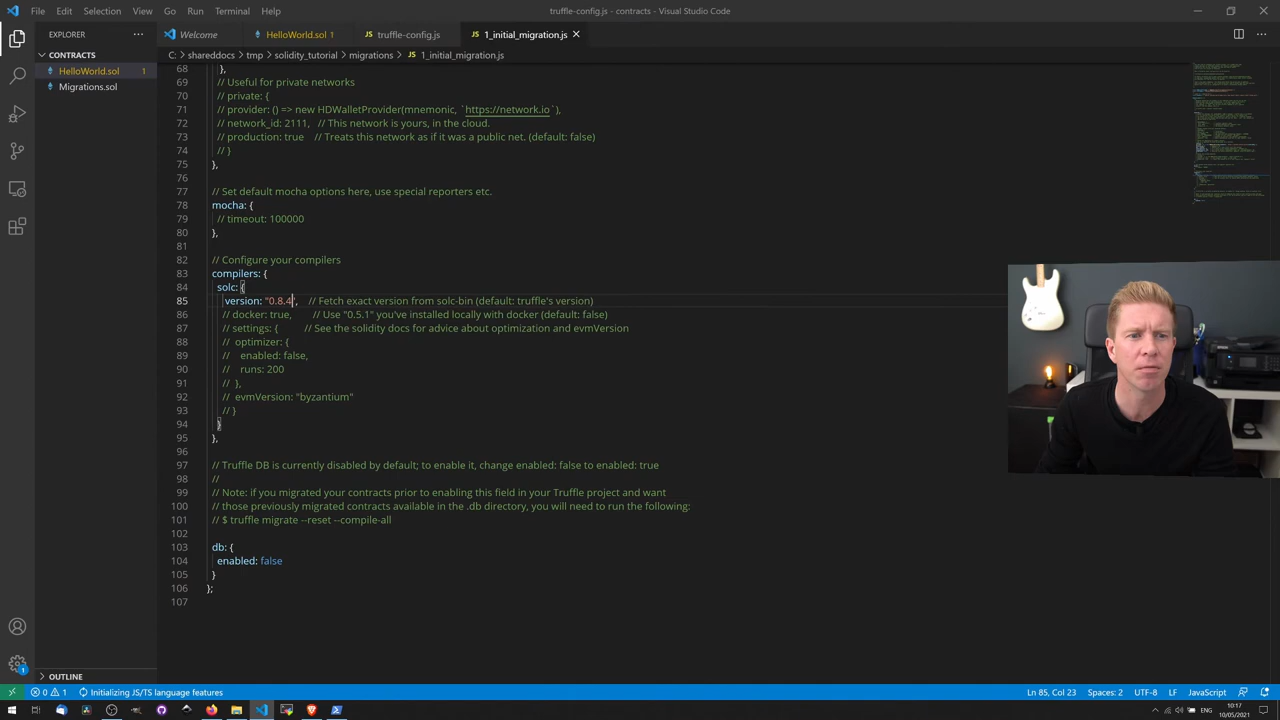 File Edit Selection View Go Run Terminal Help
truffle-config.js - contracts - Visual Studio Code
EXPLORER
CONTRACTS
HelloWorld.sol 1
Migrations.sol
OUTLINE
Welcome
HelloWorld.sol 1
truffle-config.js
1_initial_migration.js
C: > shareddocs > tmp > solidity_tutorial > migrations > JS 1_initial_migration.js
68 },
69 // Useful for private networks
70 // private: {
71 // provider: () => new HDWalletProvider(mnemonic, `https://network.io`),
72 // network_id: 2111, // This network is yours, in the cloud.
73 // production: true // Treats this network as if it was a public net. (default: false)
74 // }
75 },
76
77 // Set default mocha options here, use special reporters etc.
78 mocha: {
79 // timeout: 100000
80 },
81
82 // Configure your compilers
83 compilers: {
84 solc: {
85 version: "0.8.4", // Fetch exact version from solc-bin (default: truffle's version)
86 // docker: true, // Use "0.5.1" you've installed locally with docker (default: false)
87 // settings: { // See the solidity docs for advice about optimization and evmVersion
88 // optimizer: {
89 // enabled: false,
90 // runs: 200
91 // },
92 // evmVersion: "byzantium"
93 // }
94 }
95 },
96
97 // Truffle DB is currently disabled by default; to enable it, change enabled: false to enabled: true
98 //
99 // Note: if you migrated your contracts prior to enabling this field in your Truffle project and want
100 // those previously migrated contracts available in the .db directory, you will need to run the following:
101 // $ truffle migrate --reset --compile-all
102
103 db: {
104 enabled: false
105 }
106 };
107
0 1 Initializing JS/TS language features
Ln 85, Col 23 Spaces: 2 UTF-8 LF JavaScript
ENG
10:17
10/05/2021